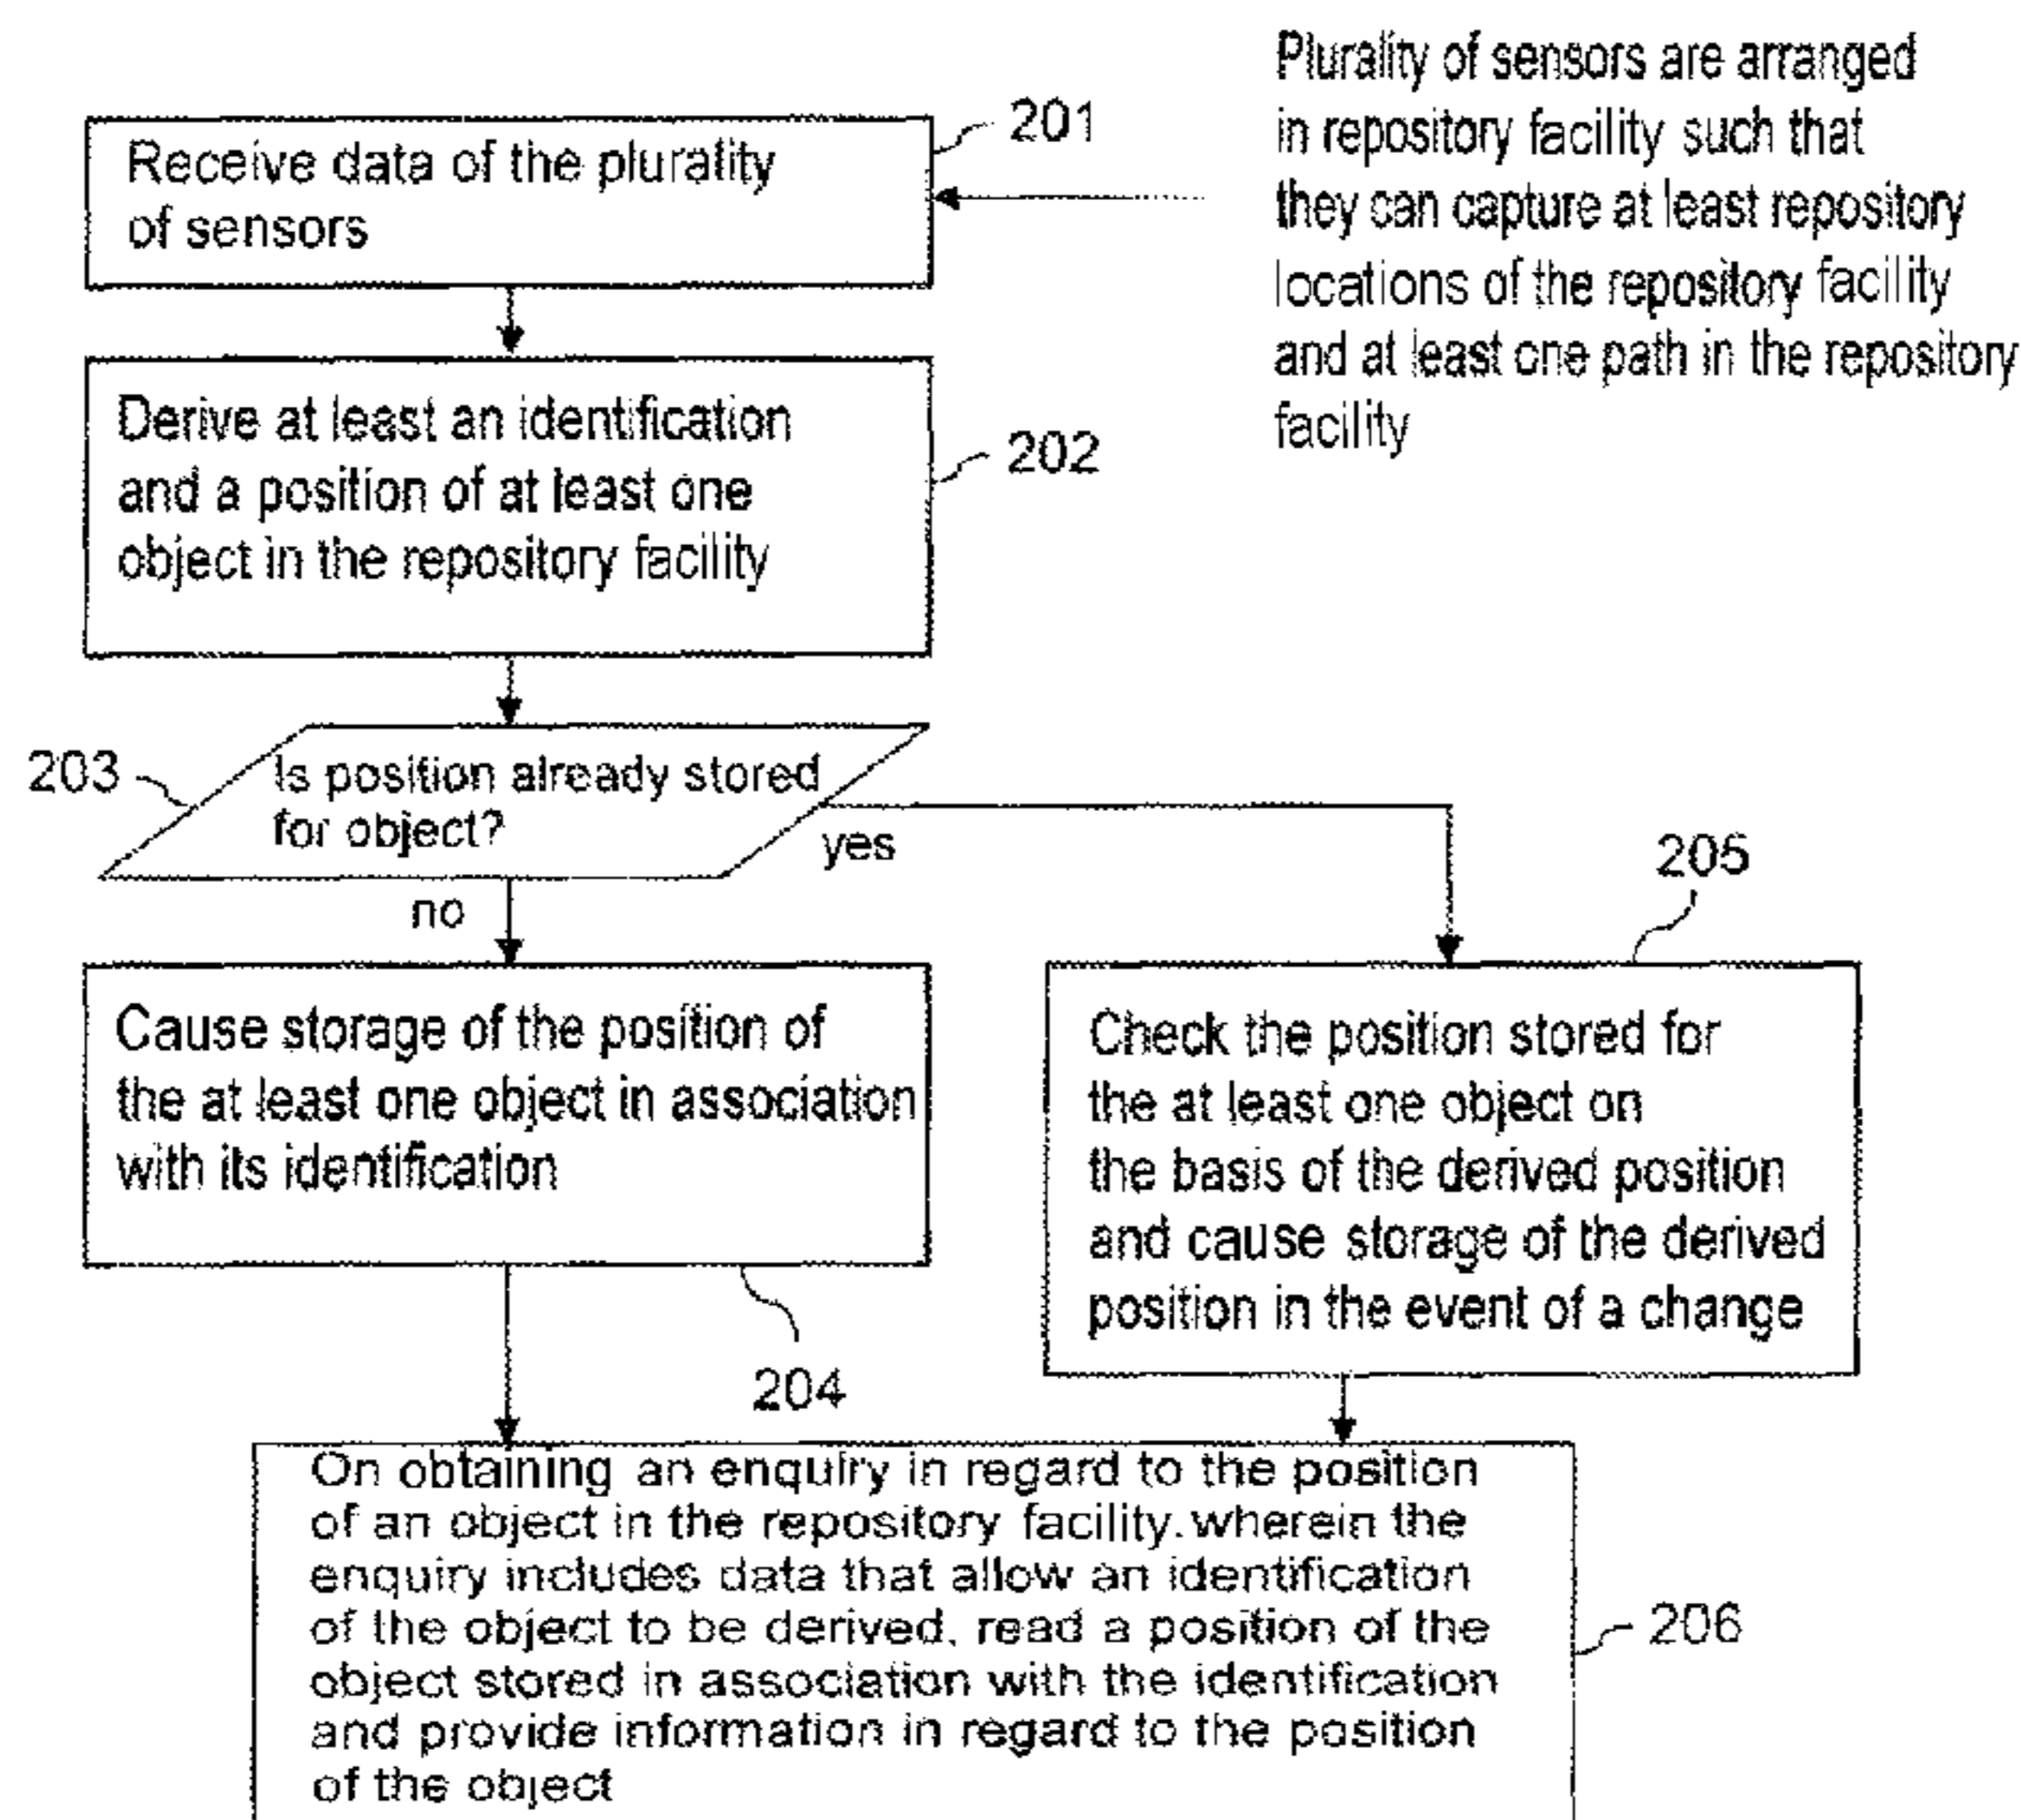 Plurality of sensors are arranged
in repository facility such that
they can capture at least repository
locations of the repository facility
and at least one path in the repository
facility
201
Receive data of the plurality
of sensors
Derive at least an identification
and a position of at least one
object in the repository facility
202
203
Is position already stored
for object?
yes
no
205
Cause storage of the position of
the at least one object in association
with its identification
204
Check the position stored for
the at least one object on
the basis of the derived position
and cause storage of the derived
position in the event of a change
On obtaining an enquiry in regard to the position
of an object in the repository facility.wherein the
enquiry includes data that allow an identification
of the object to be derived, read a position of the
object stored in association with the identification
and provide information in regard to the position
of the object
206